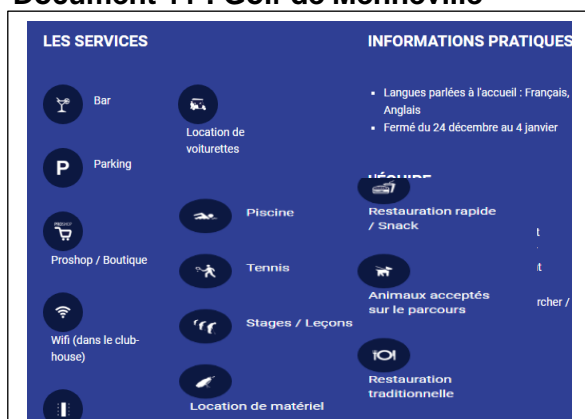 Document 11 : Golf de Monneville
LES SERVICES
Bar
Parking
Proshop / Boutique
Wifi (dans le club-
house)
Location de
voiturettes
Piscine
Tennis
Stages / Leçons
Location de matériel
INFORMATIONS PRATIQUES
• Langues parlées à l'accueil : Français,
Anglais
• Fermé du 24 décembre au 4 janvier
Restauration rapide
/ Snack
Animaux acceptés
sur le parcours
Restauration
traditionnelle